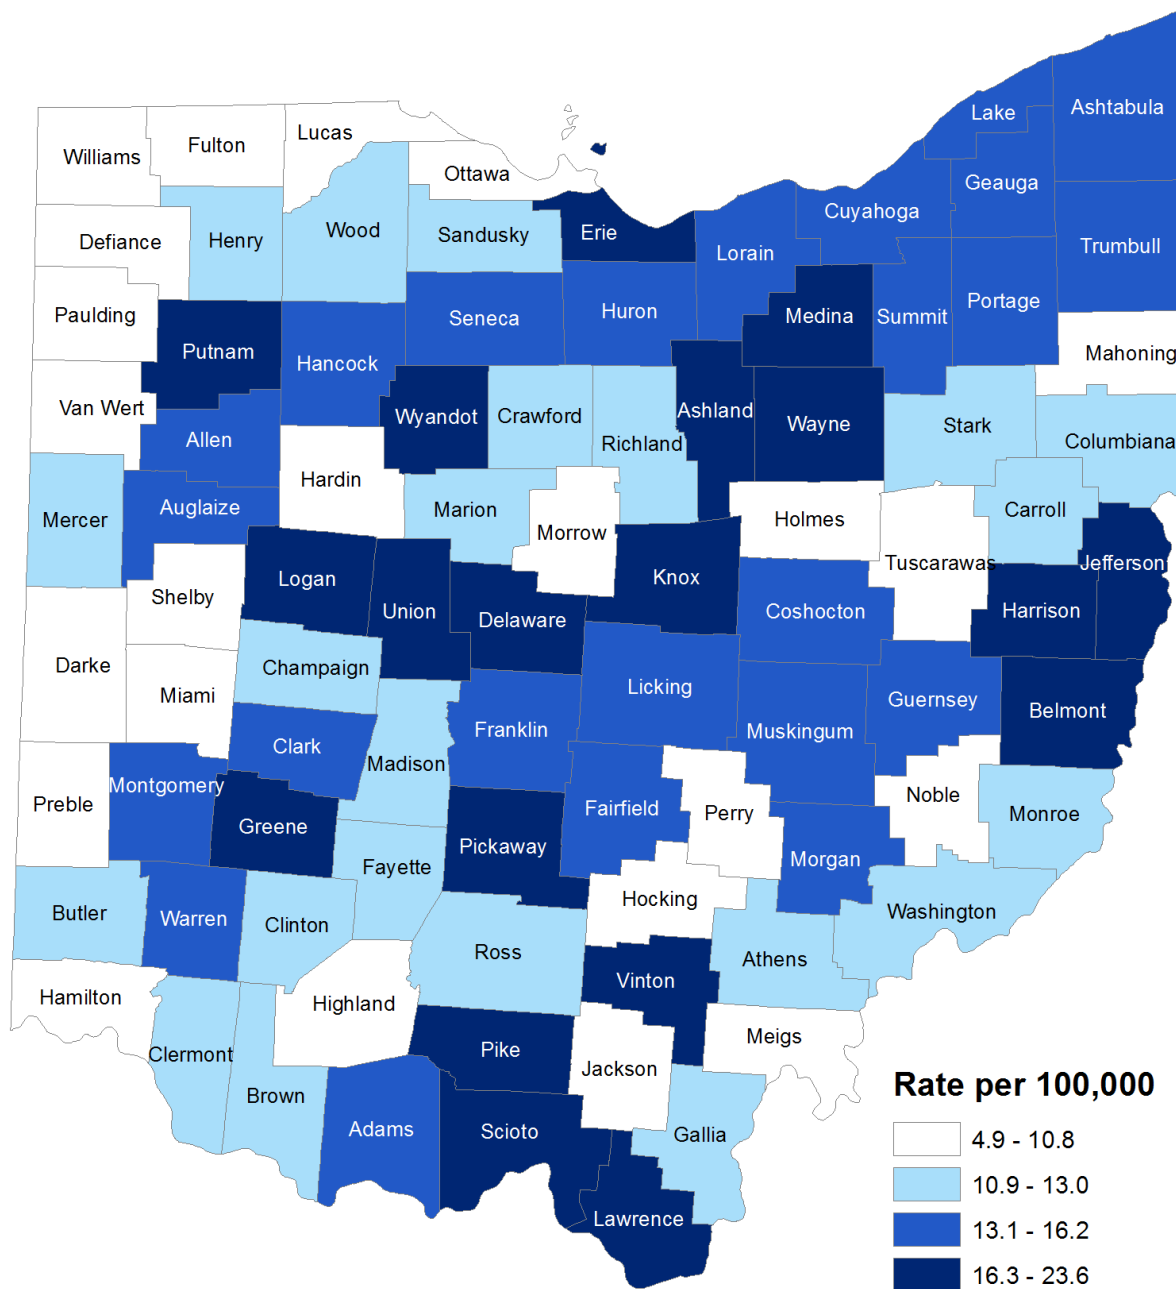 Lake
Ashtabula
Lucas
Fulton
Williams
Ottawa
Geauga
Cuyahoga
Wood
Erie
Sandusky
Henry
Defiance
Trumbull
Lorain
Portage
Huron
Paulding
Medina
Summit
Seneca
Putnam
Mahoning
Hancock
Van Wert
Ashland
Crawford
Wyandot
Wayne
Stark
Allen
Richland
Columbiana
Hardin
Auglaize
Marion
Carroll
Mercer
Holmes
Morrow
Tuscarawas
Jefferson
Logan
Knox
Shelby
Union
Coshocton
Harrison
Delaware
Darke
Champaign
Licking
Miami
Guernsey
Belmont
Franklin
Muskingum
Clark
Madison
Montgomery
Noble
Preble
Fairfield
Perry
Monroe
Greene
Pickaway
Morgan
Fayette
Hocking
Butler
Washington
Warren
Clinton
Ross
Athens
Vinton
Hamilton
Highland
Meigs
Pike
Clermont
Jackson
Brown
Adams
Scioto
Gallia
Lawrence
Rate per 100,000
4.9 - 10.8
10.9 - 13.0
13.1 - 16.2
16.3 - 23.6